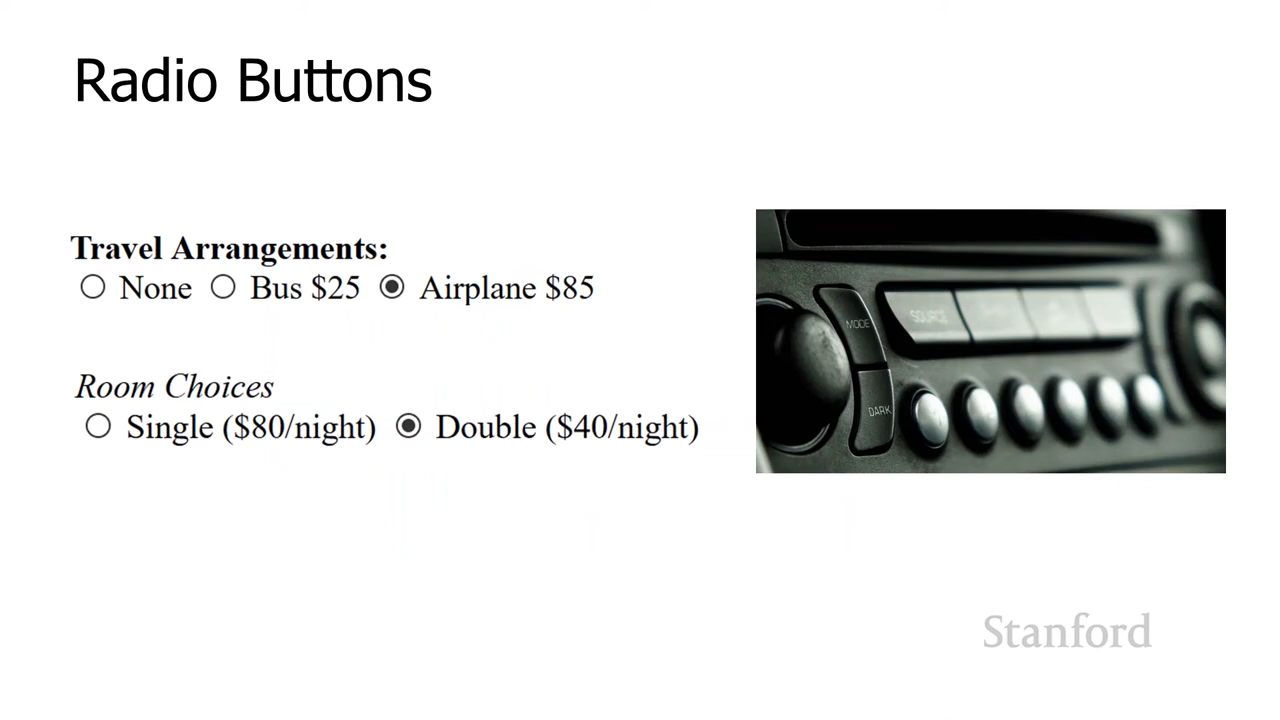 Radio Buttons
Travel Arrangements:
None Bus $25 Airplane $85
Room Choices
Single ($80/night) Double ($40/night)
MODE
SOURCE
DARK
Stanford